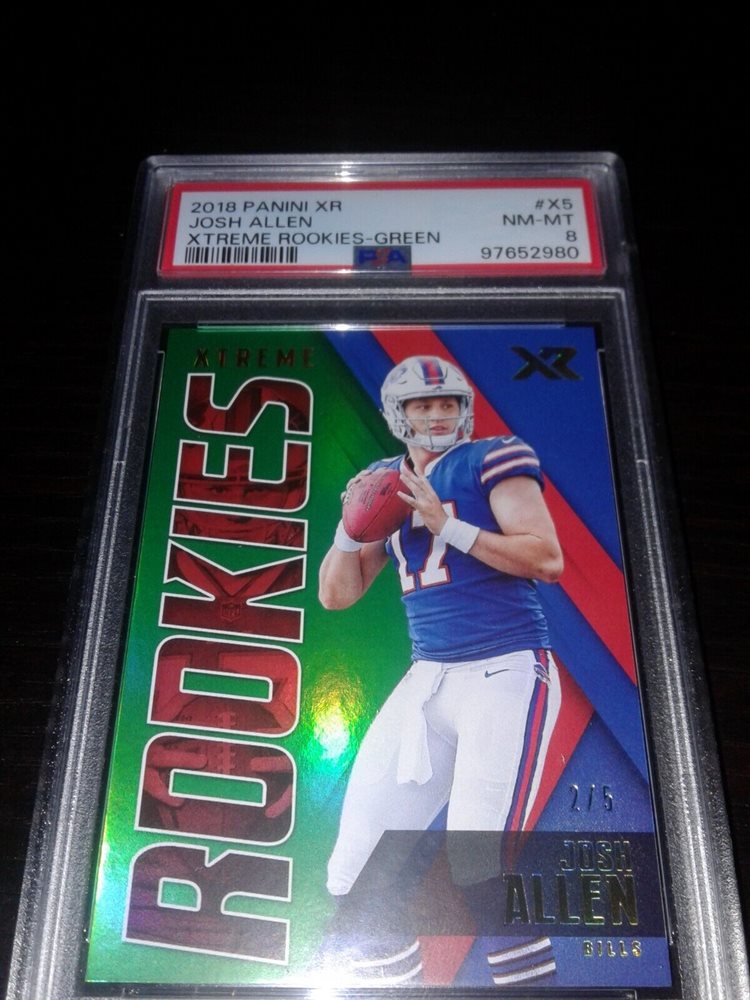 2018 PANINI XR #X5
JOSH ALLEN NM-MT
XTREME ROOKIES-GREEN 8
PSA 97652980
XTREME
ROOKIES
XR
17
2/5
JOSH
ALLEN
BILLS